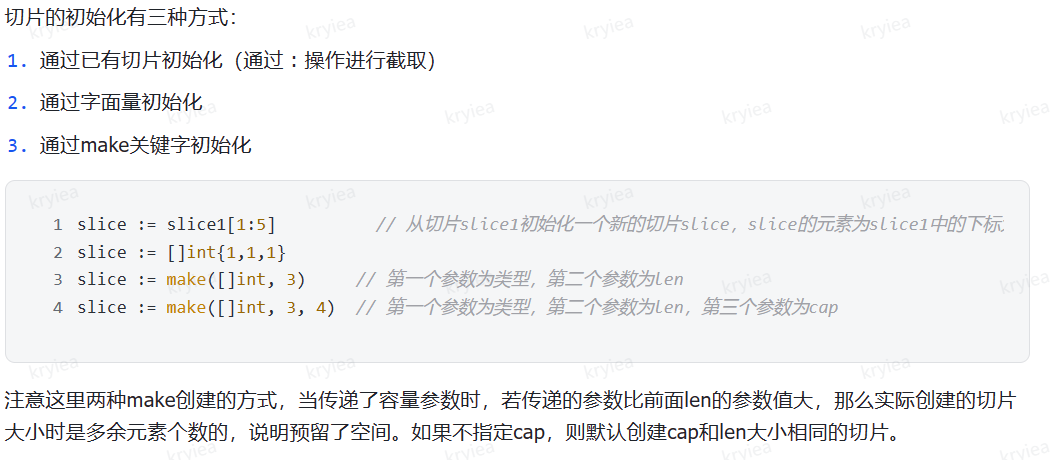 切片的初始化有三种方式：
1. 通过已有切片初始化（通过：操作进行截取）
2. 通过字面量初始化
3. 通过make关键字初始化
1 slice := slice1[1:5] // 从切片slice1初始化一个新的切片slice，slice的元素为slice1中的下标
2 slice := []int{1,1,1}
3 slice := make([]int, 3) // 第一个参数为类型，第二个参数为len
4 slice := make([]int, 3, 4) // 第一个参数为类型，第二个参数为len，第三个参数为cap
注意这里两种make创建的方式，当传递了容量参数时，若传递的参数比前面len的参数值大，那么实际创建的切片
大小时是多余元素个数的，说明预留了空间。如果不指定cap，则默认创建cap和len大小相同的切片。
kryiea